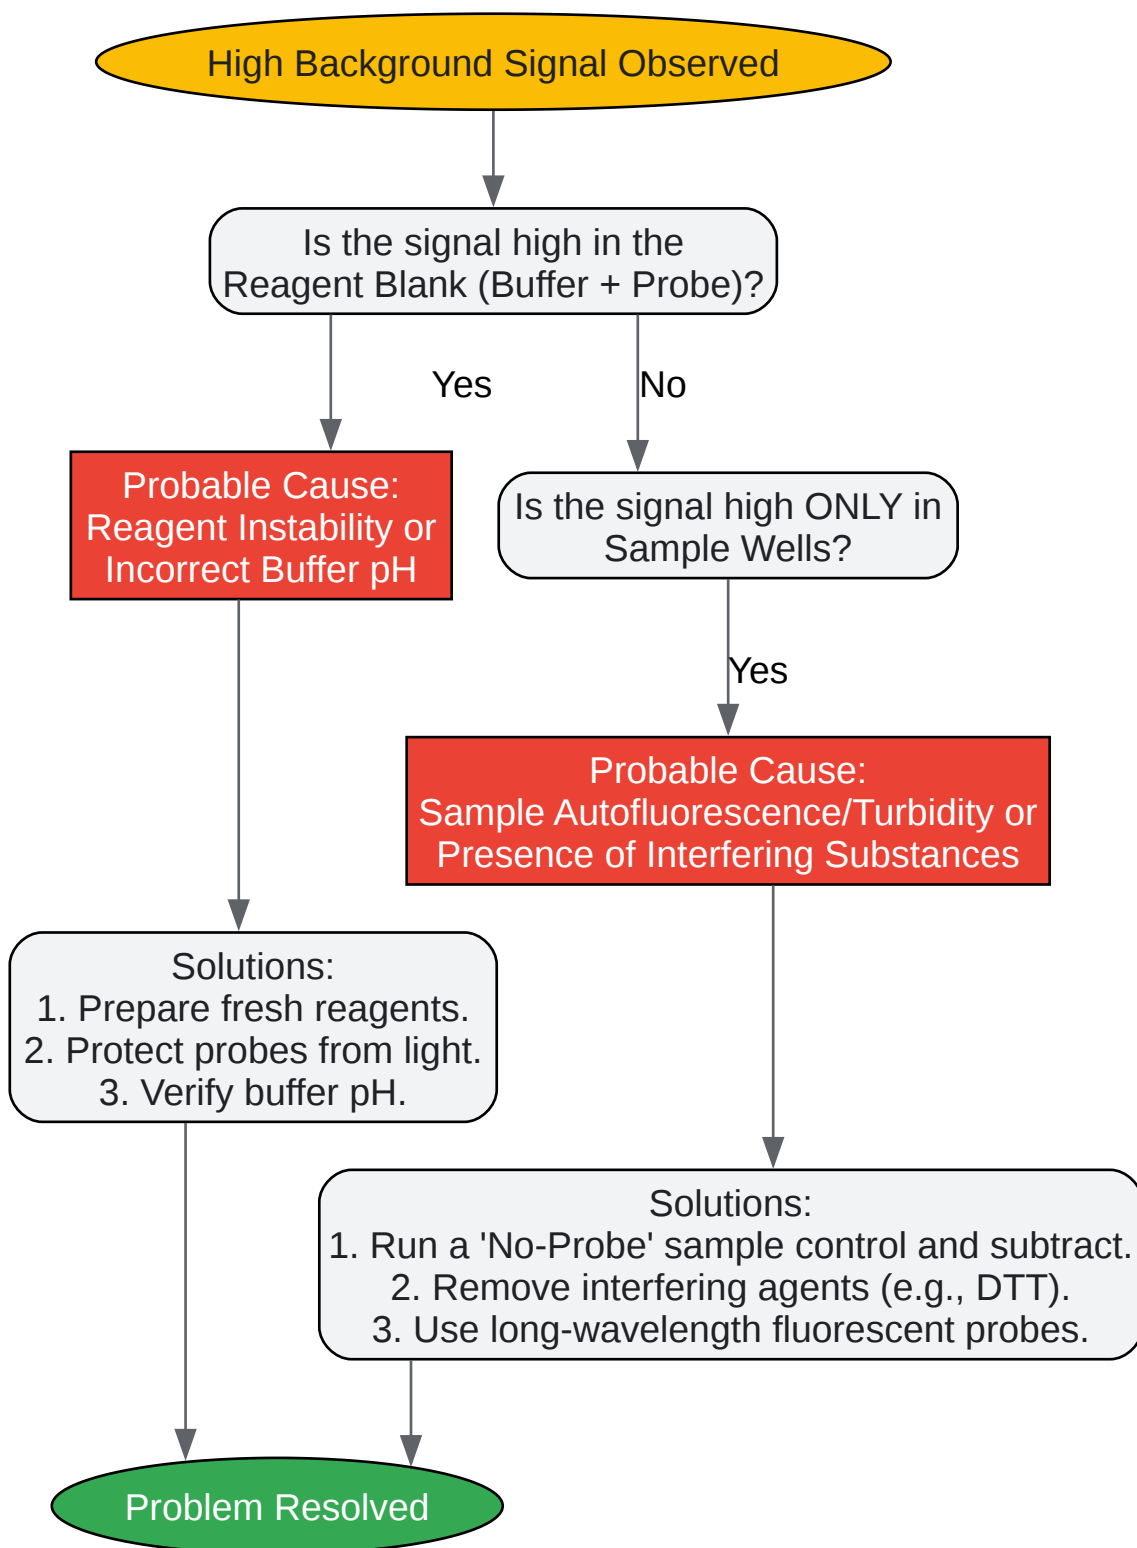 High Background Signal Observed
Is the signal high in the
Reagent Blank (Buffer + Probe)?
Yes
No
Probable Cause:
Reagent Instability or
Incorrect Buffer pH
Is the signal high ONLY in
Sample Wells?
Yes
Probable Cause:
Sample Autofluorescence/Turbidity or
Presence of Interfering Substances
Solutions:
1. Prepare fresh reagents.
2. Protect probes from light.
3. Verify buffer pH.
Solutions:
1. Run a 'No-Probe' sample control and subtract.
2. Remove interfering agents (e.g., DTT).
3. Use long-wavelength fluorescent probes.
Problem Resolved